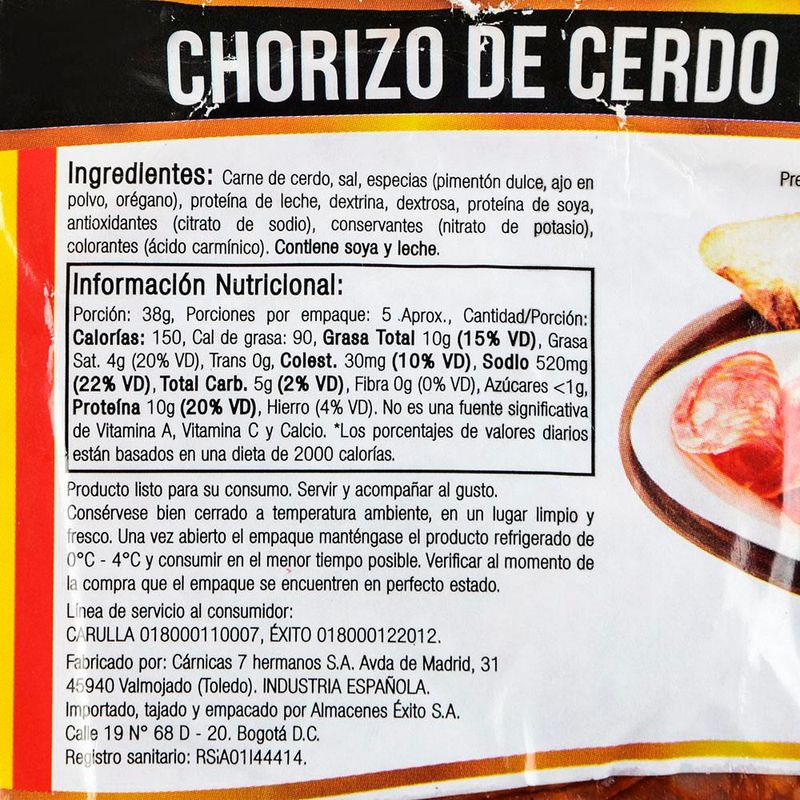 CHORIZO DE CERDO
Ingredientes: Carne de cerdo, sal, especias (pimentón dulce, ajo en
polvo, orégano), proteína de leche, dextrina, dextrosa, proteína de soya,
antioxidantes (citrato de sodio), conservantes (nitrato de potasio),
colorantes (ácido carmínico). Contiene soya y leche.
Pre
Información Nutricional:
Porción: 38g, Porciones por empaque: 5 .Aprox., Cantidad/Porción:
Calorías: 150, Cal de grasa: 90, Grasa Total 10g (15% VD), Grasa
Sat. 4g (20% VD), Trans 0g, Colest. 30mg (10% VD), Sodio 520mg
(22% VD), Total Carb. 5g (2% VD), Fibra 0g (0% VD), Azúcares <1g,
Proteína 10g (20% VD), Hierro (4% VD). No es una fuente significativa
de Vitamina A, Vitamina C y Calcio. *Los porcentajes de valores diarios
están basados en una dieta de 2000 calorías.
Producto listo para su consumo. Servir y acompañar al gusto.
Consérvese bien cerrado a temperatura ambiente, en un lugar limpio y
fresco. Una vez abierto el empaque manténgase el producto refrigerado de
0°C - 4°C y consumir en el menor tiempo posible. Verificar al momento de
la compra que el empaque se encuentren en perfecto estado.
Línea de servicio al consumidor:
CARULLA 018000110007, ÉXITO 018000122012.
Fabricado por: Cárnicas 7 hermanos S.A. Avda de Madrid, 31
45940 Valmojado (Toledo). INDUSTRIA ESPAÑOLA.
Importado, tajado y empacado por Almacenes Éxito S.A.
Calle 19 N° 68 D - 20. Bogotá D.C.
Registro sanitario: RSiA01I44414.